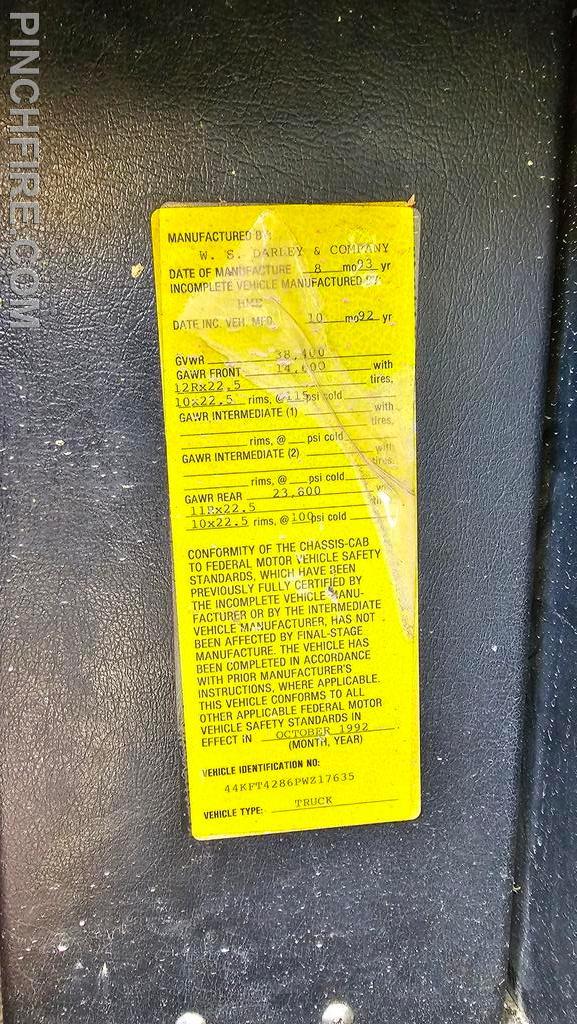 PINCHFIRE.COM
MANUFACTURED BY:
W. S. DARLEY & COMPANY
DATE OF MANUFACTURE 8 mo 93 yr
INCOMPLETE VEHICLE MANUFACTURED BY:
HME
DATE INC. VEH. MFD. 10 mo 92 yr
GVWR 38,400
GAWR FRONT 14,600 with
12Rx22.5 tires,
10x22.5 rims, @ 115 psi cold
GAWR INTERMEDIATE (1) with
tires,
rims, @ psi cold
GAWR INTERMEDIATE (2) with
tires,
rims, @ psi cold
GAWR REAR 23,800
11Rx22.5
10x22.5 rims, @ 100 psi cold
CONFORMITY OF THE CHASSIS-CAB
TO FEDERAL MOTOR VEHICLE SAFETY
STANDARDS, WHICH HAVE BEEN
PREVIOUSLY FULLY CERTIFIED BY
THE INCOMPLETE VEHICLE MANU-
FACTURER OR BY THE INTERMEDIATE
VEHICLE MANUFACTURER, HAS NOT
BEEN AFFECTED BY FINAL-STAGE
MANUFACTURE. THE VEHICLE HAS
BEEN COMPLETED IN ACCORDANCE
WITH PRIOR MANUFACTURER'S
INSTRUCTIONS, WHERE APPLICABLE.
THIS VEHICLE CONFORMS TO ALL
OTHER APPLICABLE FEDERAL MOTOR
VEHICLE SAFETY STANDARDS IN
EFFECT IN OCTOBER 1992
(MONTH, YEAR)
VEHICLE IDENTIFICATION NO:
44KFT4286PWZ17635
VEHICLE TYPE: TRUCK